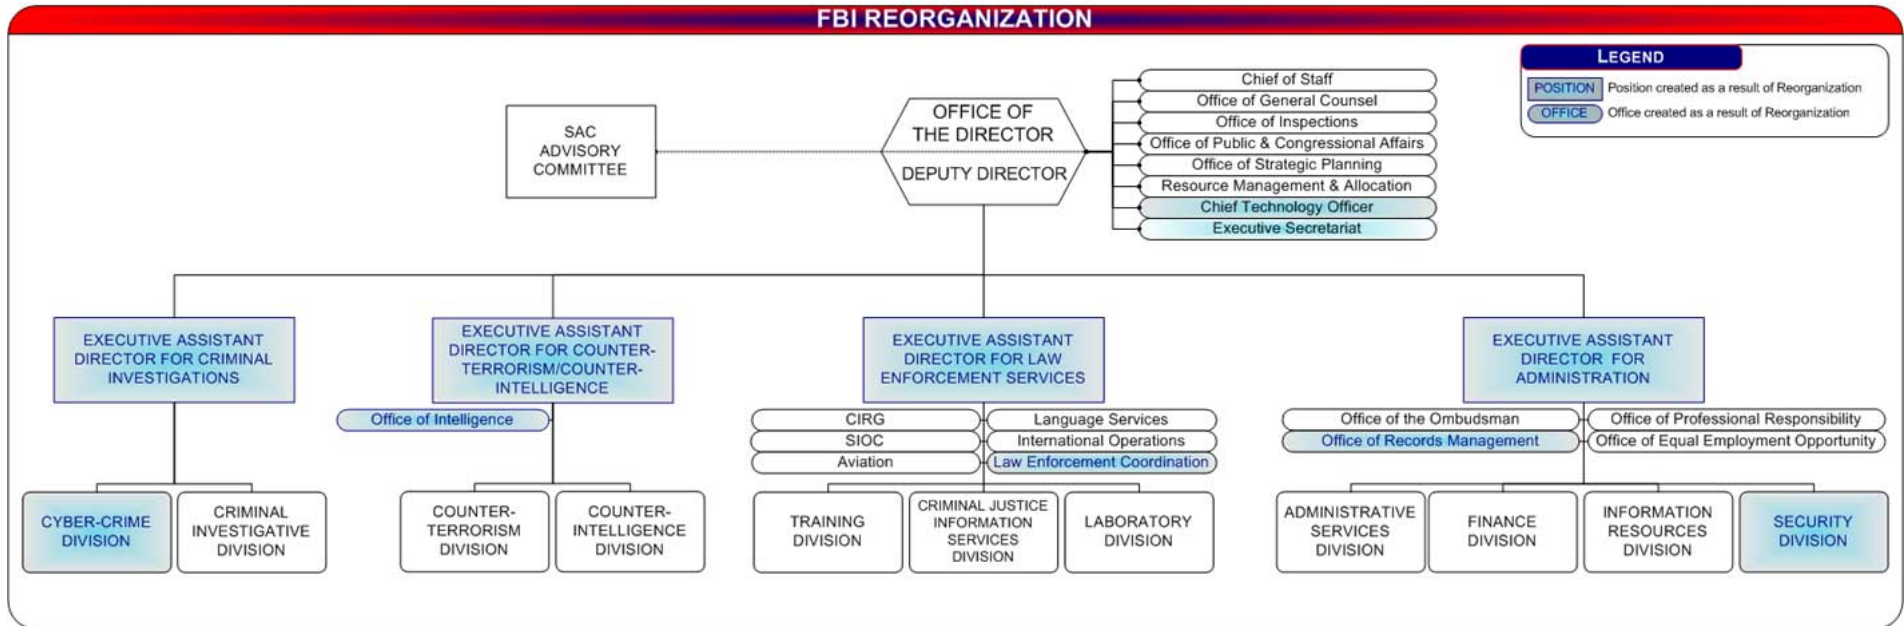 FBI REORGANIZATION
LEGEND
POSITION Position created as a result of Reorganization
OFFICE Office created as a result of Reorganization
SAC
ADVISORY
COMMITTEE
OFFICE OF
THE DIRECTOR
DEPUTY DIRECTOR
Chief of Staff
Office of General Counsel
Office of Inspections
Office of Public & Congressional Affairs
Office of Strategic Planning
Resource Management & Allocation
Chief Technology Officer
Executive Secretariat
EXECUTIVE ASSISTANT
DIRECTOR FOR CRIMINAL
INVESTIGATIONS
CYBER-CRIME
DIVISION
CRIMINAL
INVESTIGATIVE
DIVISION
EXECUTIVE ASSISTANT
DIRECTOR FOR COUNTER-
TERRORISM/COUNTER-
INTELLIGENCE
Office of Intelligence
COUNTER-
TERRORISM
DIVISION
COUNTER-
INTELLIGENCE
DIVISION
EXECUTIVE ASSISTANT
DIRECTOR FOR LAW
ENFORCEMENT SERVICES
CIRG
SIOC
Aviation
Language Services
International Operations
Law Enforcement Coordination
TRAINING
DIVISION
CRIMINAL JUSTICE
INFORMATION
SERVICES
DIVISION
LABORATORY
DIVISION
EXECUTIVE ASSISTANT
DIRECTOR FOR
ADMINISTRATION
Office of the Ombudsman
Office of Records Management
Office of Professional Responsibility
Office of Equal Employment Opportunity
ADMINISTRATIVE
SERVICES
DIVISION
FINANCE
DIVISION
INFORMATION
RESOURCES
DIVISION
SECURITY
DIVISION